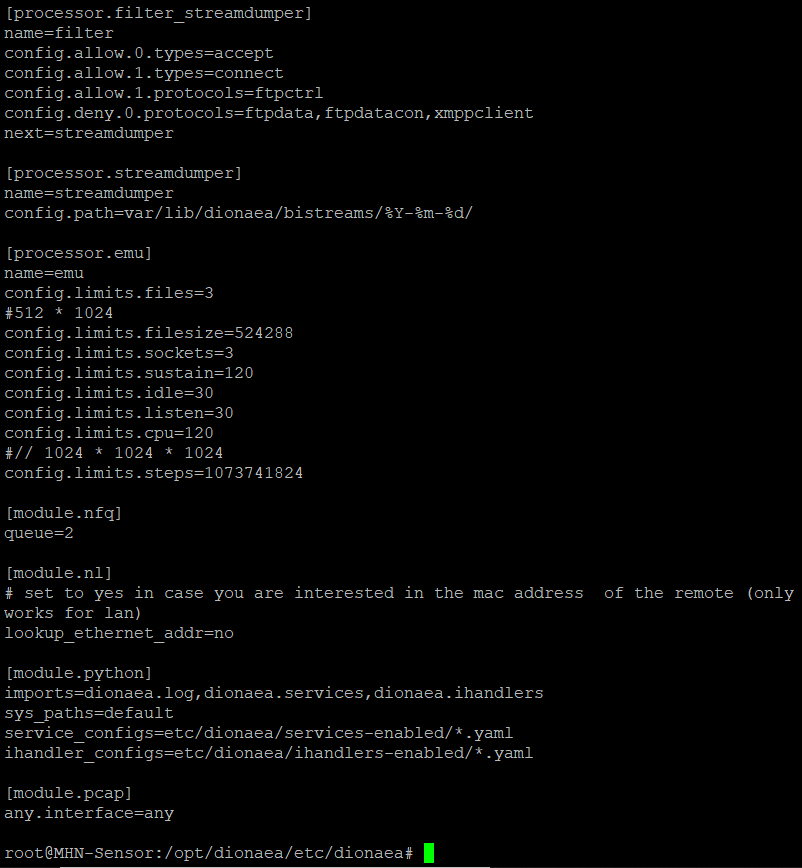 [processor.filter_streamdumper]
name=filter
config.allow.0.types=accept
config.allow.1.types=connect
config.allow.1.protocols=ftpctrl
config.deny.0.protocols=ftpdata,ftpdatacon,xmppclient
next=streamdumper

[processor.streamdumper]
name=streamdumper
config.path=var/lib/dionaea/bistreams/%Y-%m-%d/

[processor.emu]
name=emu
config.limits.files=3
#512 * 1024
config.limits.filesize=524288
config.limits.sockets=3
config.limits.sustain=120
config.limits.idle=30
config.limits.listen=30
config.limits.cpu=120
#// 1024 * 1024 * 1024
config.limits.steps=1073741824

[module.nfq]
queue=2

[module.nl]
# set to yes in case you are interested in the mac address  of the remote (only
works for lan)
lookup_ethernet_addr=no

[module.python]
imports=dionaea.log,dionaea.services,dionaea.ihandlers
sys_paths=default
service_configs=etc/dionaea/services-enabled/*.yaml
ihandler_configs=etc/dionaea/ihandlers-enabled/*.yaml

[module.pcap]
any.interface=any

root@MHN-Sensor:/opt/dionaea/etc/dionaea#